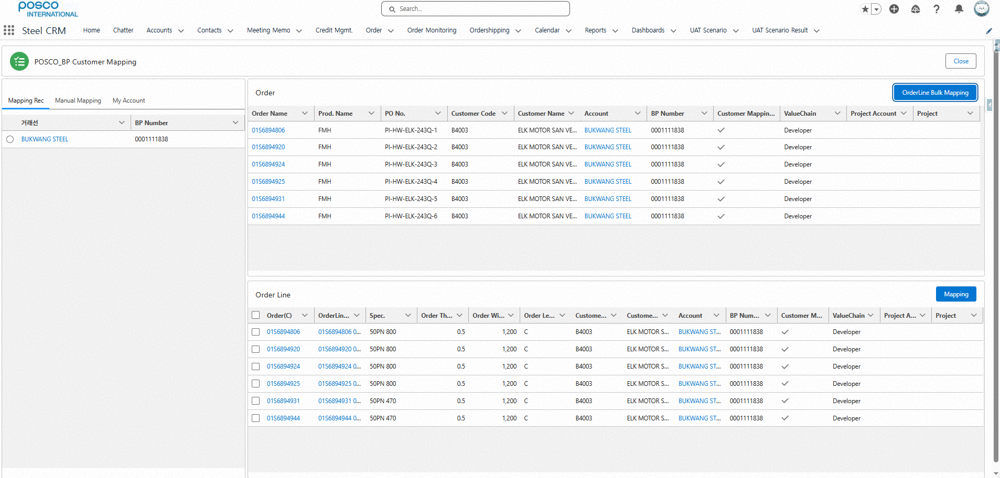 posco
INTERNATIONAL
Search...
Steel CRM
Home
Chatter
Accounts
Contacts
Meeting Memo
Credit Mgmt.
Order
Order Monitoring
Ordershipping
Calendar
Reports
Dashboards
UAT Scenario
UAT Scenario Result
POSCO_BP Customer Mapping
Close
Mapping Rec
Manual Mapping
My Account
거래선
BP Number
BUKWANG STEEL 0001111838
Order
OrderLine Bulk Mapping
Order Name Prod. Name PO No. Customer Code Customer Name Account BP Number Customer Mappin... ValueChain Project Account Project
01S6894806 FMH PI-HW-ELK-243Q-1 B4003 ELK MOTOR SAN VE... BUKWANG STEEL 0001111838 Developer
01S6894920 FMH PI-HW-ELK-243Q-2 B4003 ELK MOTOR SAN VE... BUKWANG STEEL 0001111838 Developer
01S6894924 FMH PI-HW-ELK-243Q-3 B4003 ELK MOTOR SAN VE... BUKWANG STEEL 0001111838 Developer
01S6894925 FMH PI-HW-ELK-243Q-4 B4003 ELK MOTOR SAN VE... BUKWANG STEEL 0001111838 Developer
01S6894931 FMH PI-HW-ELK-243Q-5 B4003 ELK MOTOR SAN VE... BUKWANG STEEL 0001111838 Developer
01S6894944 FMH PI-HW-ELK-243Q-6 B4003 ELK MOTOR SAN VE... BUKWANG STEEL 0001111838 Developer
Order Line
Mapping
Order(C) OrderLin... Spec. Order Th... Order Wi... Order Le... Custome... Custome... Account BP Num... Customer M... ValueChain Project A... Project
01S6894806 01S6894806 0... 50PN 800 0.5 1,200 C B4003 ELK MOTOR S... BUKWANG ST... 0001111838 Developer
01S6894920 01S6894920 0... 50PN 800 0.5 1,200 C B4003 ELK MOTOR S... BUKWANG ST... 0001111838 Developer
01S6894924 01S6894924 0... 50PN 800 0.5 1,200 C B4003 ELK MOTOR S... BUKWANG ST... 0001111838 Developer
01S6894925 01S6894925 0... 50PN 800 0.5 1,200 C B4003 ELK MOTOR S... BUKWANG ST... 0001111838 Developer
01S6894931 01S6894931 0... 50PN 470 0.5 1,200 C B4003 ELK MOTOR S... BUKWANG ST... 0001111838 Developer
01S6894944 01S6894944 0... 50PN 470 0.5 1,200 C B4003 ELK MOTOR S... BUKWANG ST... 0001111838 Developer